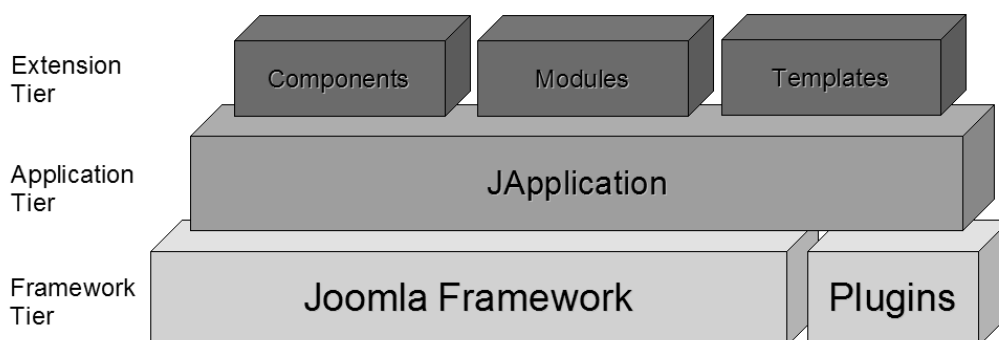 Extension
Tier
Components
Modules
Templates
Application
Tier
JApplication
Framework
Tier
Joomla Framework
Plugins